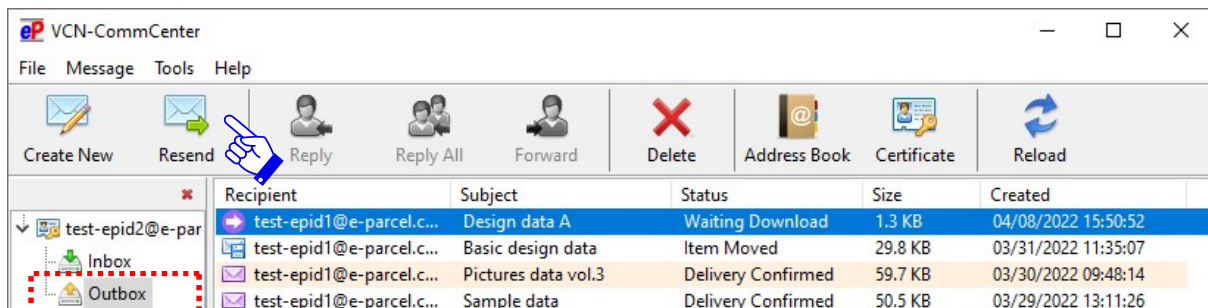 eP VCN-CommCenter
File Message Tools Help
Create New Resend Reply Reply All Forward Delete Address Book Certificate Reload
Recipient Subject Status Size Created
test-epid2@e-par
test-epid1@e-parcel.c... Design data A Waiting Download 1.3 KB 04/08/2022 15:50:52
Inbox
test-epid1@e-parcel.c... Basic design data Item Moved 29.8 KB 03/31/2022 11:35:07
test-epid1@e-parcel.c... Pictures data vol.3 Delivery Confirmed 59.7 KB 03/30/2022 09:48:14
Outbox
test-epid1@e-parcel.c... Sample data Delivery Confirmed 50.5 KB 03/29/2022 13:11:26